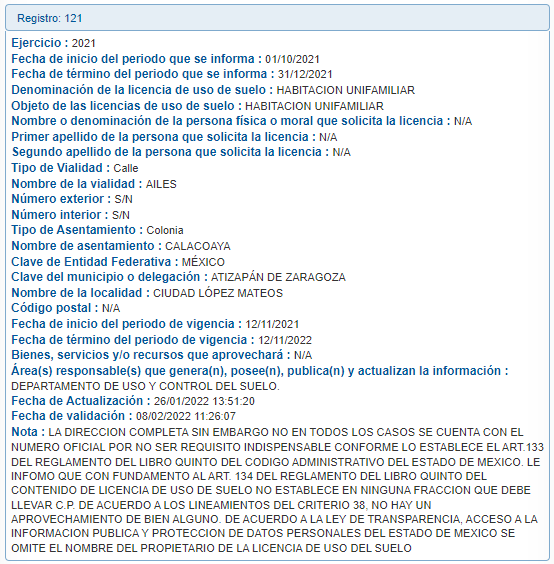 Registro: 121
Ejercicio : 2021
Fecha de inicio del periodo que se informa : 01/10/2021
Fecha de término del periodo que se informa : 31/12/2021
Denominación de la licencia de uso de suelo : HABITACION UNIFAMILIAR
Objeto de las licencias de uso de suelo : HABITACION UNIFAMILIAR
Nombre o denominación de la persona física o moral que solicita la licencia : N/A
Primer apellido de la persona que solicita la licencia : N/A
Segundo apellido de la persona que solicita la licencia : N/A
Tipo de Vialidad : Calle
Nombre de la vialidad : AILES
Número exterior : S/N
Número interior : S/N
Tipo de Asentamiento : Colonia
Nombre de asentamiento : CALACOAYA
Clave de Entidad Federativa : MÉXICO
Clave del municipio o delegación : ATIZAPÁN DE ZARAGOZA
Nombre de la localidad : CIUDAD LÓPEZ MATEOS
Código postal : N/A
Fecha de inicio del periodo de vigencia : 12/11/2021
Fecha de término del periodo de vigencia : 12/11/2022
Bienes, servicios y/o recursos que aprovechará : N/A
Área(s) responsable(s) que genera(n), posee(n), publica(n) y actualizan la información :
DEPARTAMENTO DE USO Y CONTROL DEL SUELO.
Fecha de Actualización : 26/01/2022 13:51:20
Fecha de validación : 08/02/2022 11:26:07
Nota : LA DIRECCION COMPLETA SIN EMBARGO NO EN TODOS LOS CASOS SE CUENTA CON EL
NUMERO OFICIAL POR NO SER REQUISITO INDISPENSABLE CONFORME LO ESTABLECE EL ART.133
DEL REGLAMENTO DEL LIBRO QUINTO DEL CODIGO ADMINISTRATIVO DEL ESTADO DE MEXICO. LE
INFOMO QUE CON FUNDAMENTO AL ART. 134 DEL REGLAMENTO DEL LIBRO QUINTO DEL
CONTENIDO DE LICENCIA DE USO DE SUELO NO ESTABLECE EN NINGUNA FRACCION QUE DEBE
LLEVAR C.P. DE ACUERDO A LOS LINEAMIENTOS DEL CRITERIO 38, NO HAY UN
APROVECHAMIENTO DE BIEN ALGUNO. DE ACUERDO A LA LEY DE TRANSPARENCIA, ACCESO A LA
INFORMACION PUBLICA Y PROTECCION DE DATOS PERSONALES DEL ESTADO DE MEXICO SE
OMITE EL NOMBRE DEL PROPIETARIO DE LA LICENCIA DE USO DEL SUELO